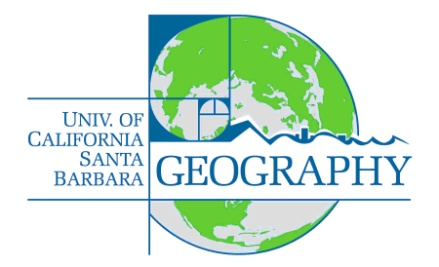 UNIV. OF
CALIFORNIA
SANTA
BARBARA
GEOGRAPHY